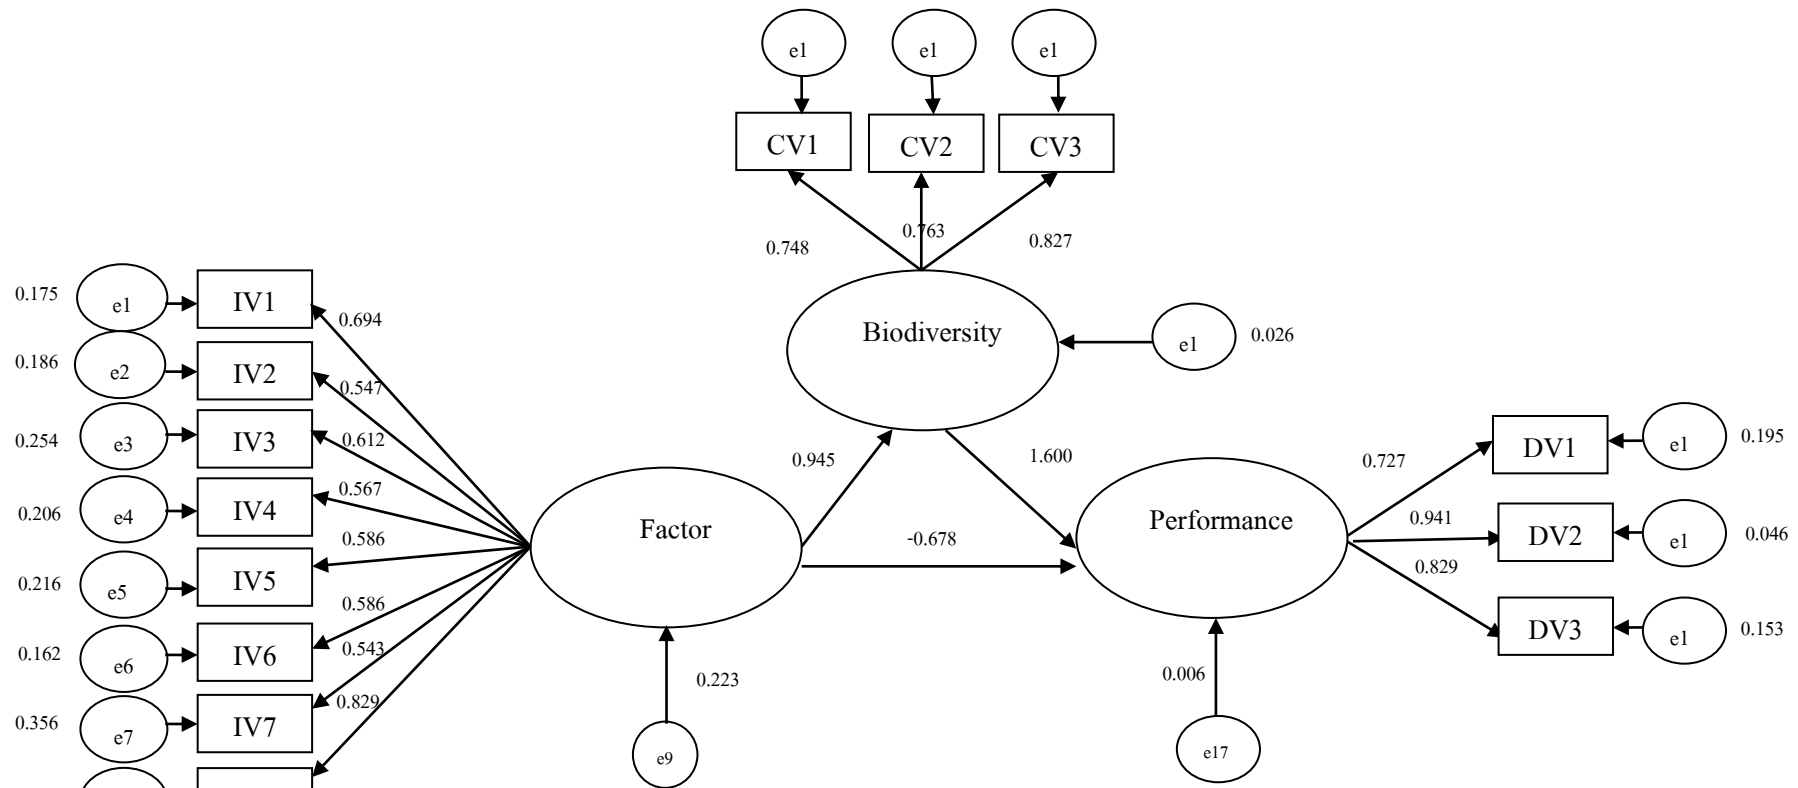 e1
e1
e1
CV1
CV2
CV3
0.748
0.763
0.827
0.175
e1
IV1
0.694
Biodiversity
e1
0.026
0.186
e2
IV2
0.547
0.254
e3
IV3
0.612
0.945
1.600
0.727
DV1
e1
0.195
0.206
e4
IV4
0.567
Factor
-0.678
Performance
0.941
DV2
e1
0.046
0.216
e5
IV5
0.586
0.829
DV3
e1
0.153
0.162
e6
IV6
0.586
0.543
0.223
0.006
0.356
e7
IV7
0.829
e9
e17